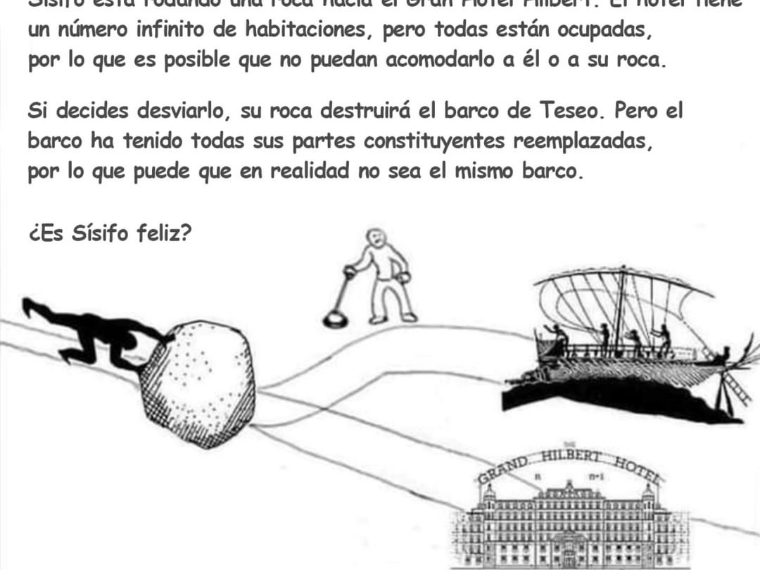 Sísifo está rodando una roca hacia el Gran Hotel Hilbert. El hotel tiene
un número infinito de habitaciones, pero todas están ocupadas,
por lo que es posible que no puedan acomodarlo a él o a su roca.
Si decides desviarlo, su roca destruirá el barco de Teseo. Pero el
barco ha tenido todas sus partes constituyentes reemplazadas,
por lo que puede que en realidad no sea el mismo barco.
¿Es Sísifo feliz?
THE
GRAND HILBERT HOTEL
n n+1